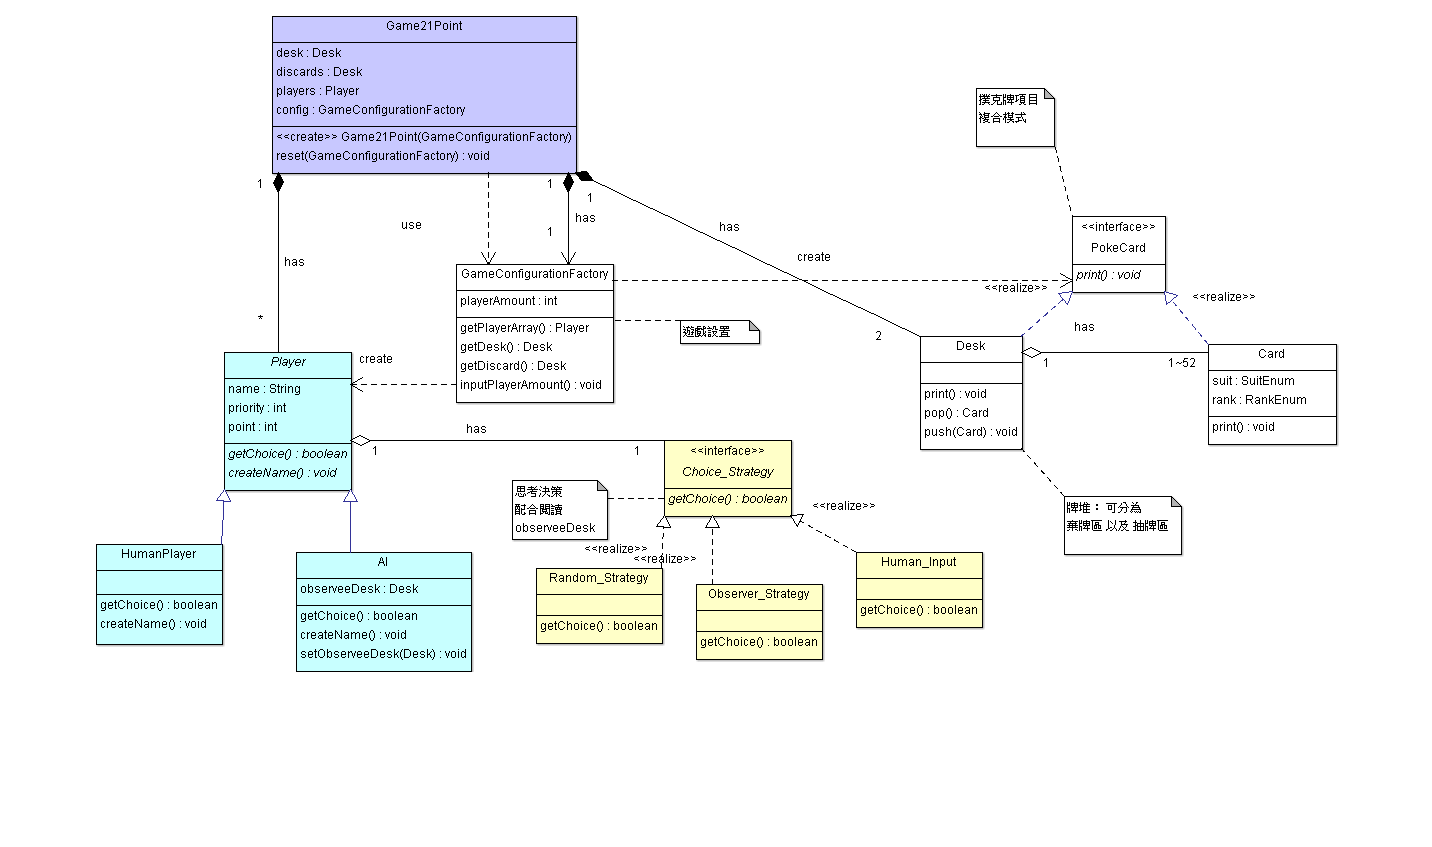 Game21Point
desk : Desk
discards : Desk
players : Player
config : GameConfigurationFactory
<<create>> Game21Point(GameConfigurationFactory)
reset(GameConfigurationFactory) : void
撲克牌項目
複合模式
1
1
1
has
use
1
has
has
create
*
<<interface>>
PokeCard
print() : void
<<realize>>
<<realize>>
has
GameConfigurationFactory
playerAmount : int
getPlayerArray() : Player
getDesk() : Desk
getDiscard() : Desk
inputPlayerAmount() : void
遊戲設置
2
Desk
print() : void
pop() : Card
push(Card) : void
1
1~52
Card
suit : SuitEnum
rank : RankEnum
print() : void
create
Player
name : String
priority : int
point : int
getChoice() : boolean
createName() : void
has
1
1
<<interface>>
Choice_Strategy
getChoice() : boolean
思考決策
配合閱讀
observeeDesk
牌堆： 可分為
棄牌區 以及 抽牌區
<<realize>>
<<realize>>
<<realize>>
HumanPlayer
getChoice() : boolean
createName() : void
AI
observeeDesk : Desk
getChoice() : boolean
createName() : void
setObserveeDesk(Desk) : void
Random_Strategy
getChoice() : boolean
Observer_Strategy
getChoice() : boolean
Human_Input
getChoice() : boolean